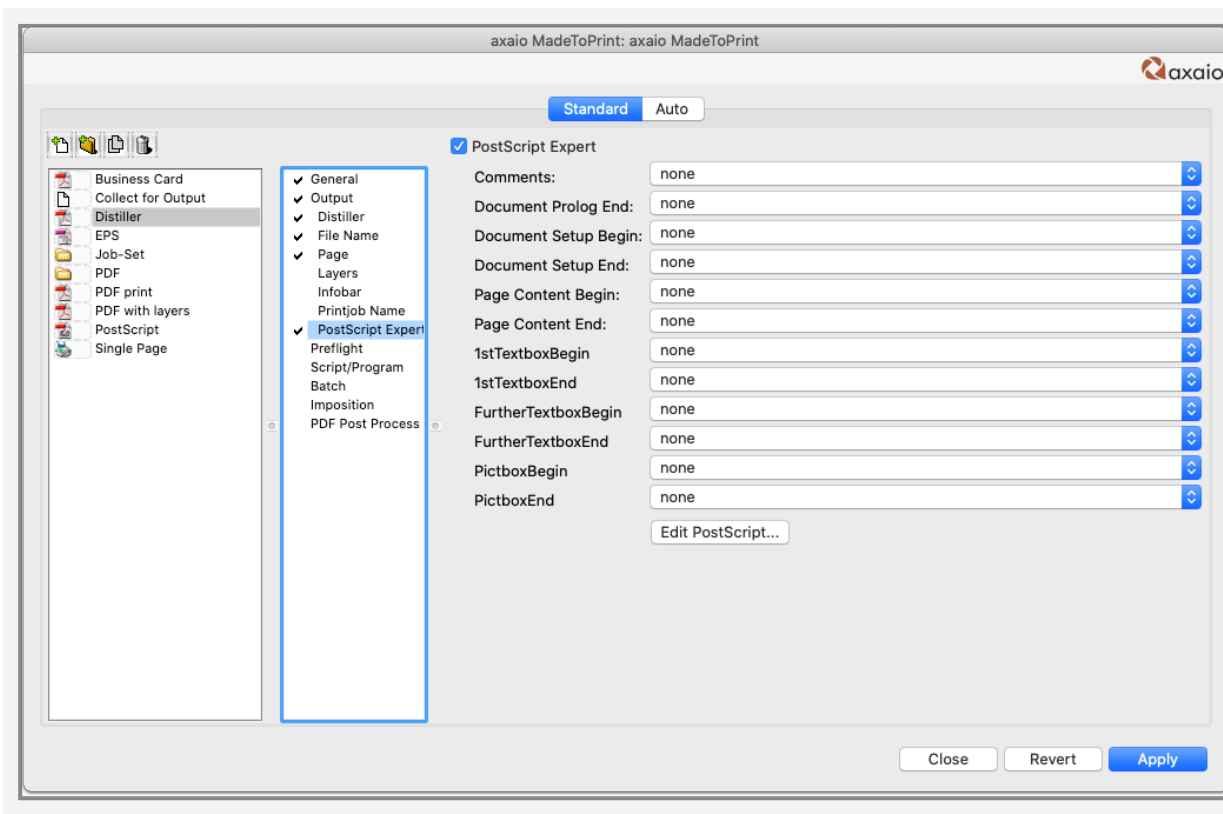 axaio MadeToPrint: axaio MadeToPrint
axaio
Standard Auto
Business Card
Collect for Output
Distiller
EPS
Job-Set
PDF
PDF print
PDF with layers
PostScript
Single Page
General
Output
Distiller
File Name
Page
Layers
Infobar
Printjob Name
PostScript Expert
Preflight
Script/Program
Batch
Imposition
PDF Post Process
PostScript Expert
Comments: none
Document Prolog End: none
Document Setup Begin: none
Document Setup End: none
Page Content Begin: none
Page Content End: none
1stTextboxBegin none
1stTextboxEnd none
FurtherTextboxBegin none
FurtherTextboxEnd none
PictboxBegin none
PictboxEnd none
Edit PostScript...
Close Revert Apply